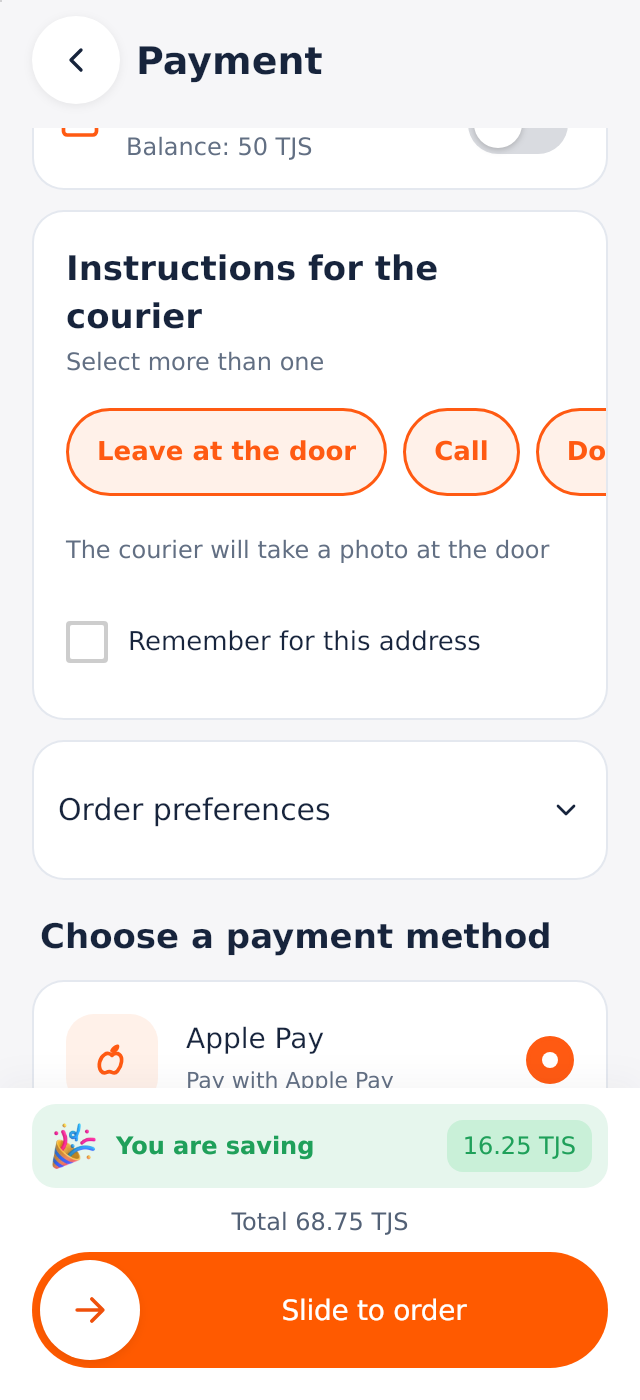 Payment
Balance: 50 TJS
Instructions for the
courier
Select more than one
Leave at the door
Call
The courier will take a photo at the door
Remember for this address
Order preferences
Choose a payment method
Apple Pay
Pay with Apple Pay
You are saving
16.25 TJS
Total 68.75 TJS
Slide to order